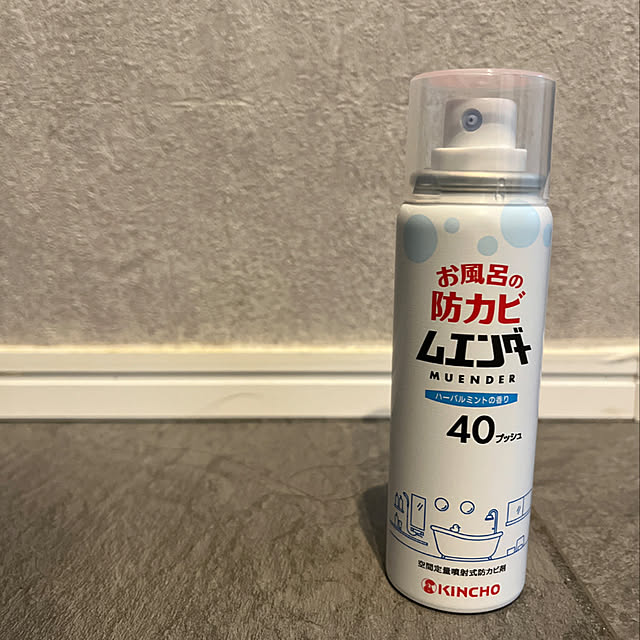 お風呂の
防カビ
ムエンダー
MUENDER
ハーバルミントの香り
40プッシュ
空間定量噴射式防カビ剤
KINCHO